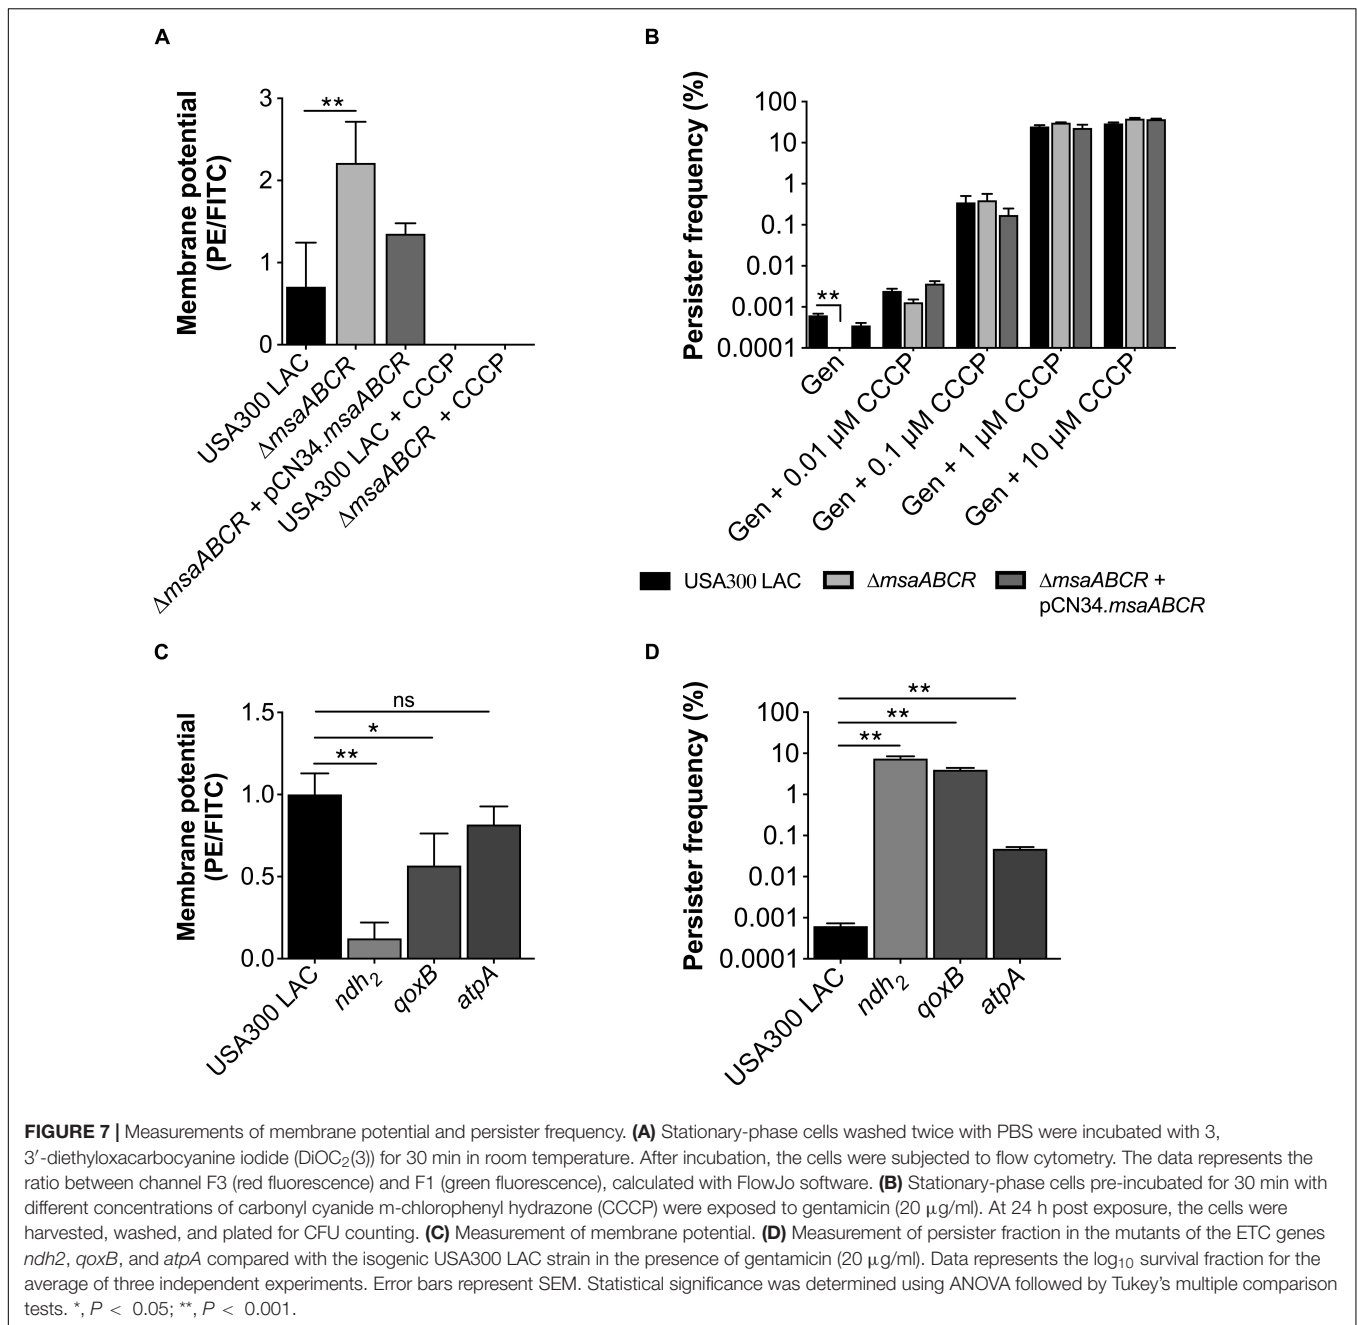 A
Membrane potential
(PE/FITC)
3
2
1
0
**
USA300 LAC
ΔmsaABCR
ΔmsaABCR + pCN34.msaABCR
USA300 LAC + CCCP
ΔmsaABCR + CCCP
B
Persister frequency (%)
100
10
1
0.1
0.01
0.001
0.0001
**
Gen
Gen + 0.01 µM CCCP
Gen + 0.1 µM CCCP
Gen + 1 µM CCCP
Gen + 10 µM CCCP
USA300 LAC
ΔmsaABCR
ΔmsaABCR +
pCN34.msaABCR
C
Membrane potential
(PE/FITC)
1.5
1.0
0.5
0.0
ns
*
**
USA300 LAC
ndh₂
qoxB
atpA
D
Persister frequency (%)
100
10
1
0.1
0.01
0.001
0.0001
**
**
**
USA300 LAC
ndh₂
qoxB
atpA
FIGURE 7 | Measurements of membrane potential and persister frequency. (A) Stationary-phase cells washed twice with PBS were incubated with 3,
3′-diethyloxacarbocyanine iodide (DiOC₂(3)) for 30 min in room temperature. After incubation, the cells were subjected to flow cytometry. The data represents the
ratio between channel F3 (red fluorescence) and F1 (green fluorescence), calculated with FlowJo software. (B) Stationary-phase cells pre-incubated for 30 min with
different concentrations of carbonyl cyanide m-chlorophenyl hydrazone (CCCP) were exposed to gentamicin (20 µg/ml). At 24 h post exposure, the cells were
harvested, washed, and plated for CFU counting. (C) Measurement of membrane potential. (D) Measurement of persister fraction in the mutants of the ETC genes
ndh2, qoxB, and atpA compared with the isogenic USA300 LAC strain in the presence of gentamicin (20 µg/ml). Data represents the log₁₀ survival fraction for the
average of three independent experiments. Error bars represent SEM. Statistical significance was determined using ANOVA followed by Tukey's multiple comparison
tests. *, P < 0.05; **, P < 0.001.